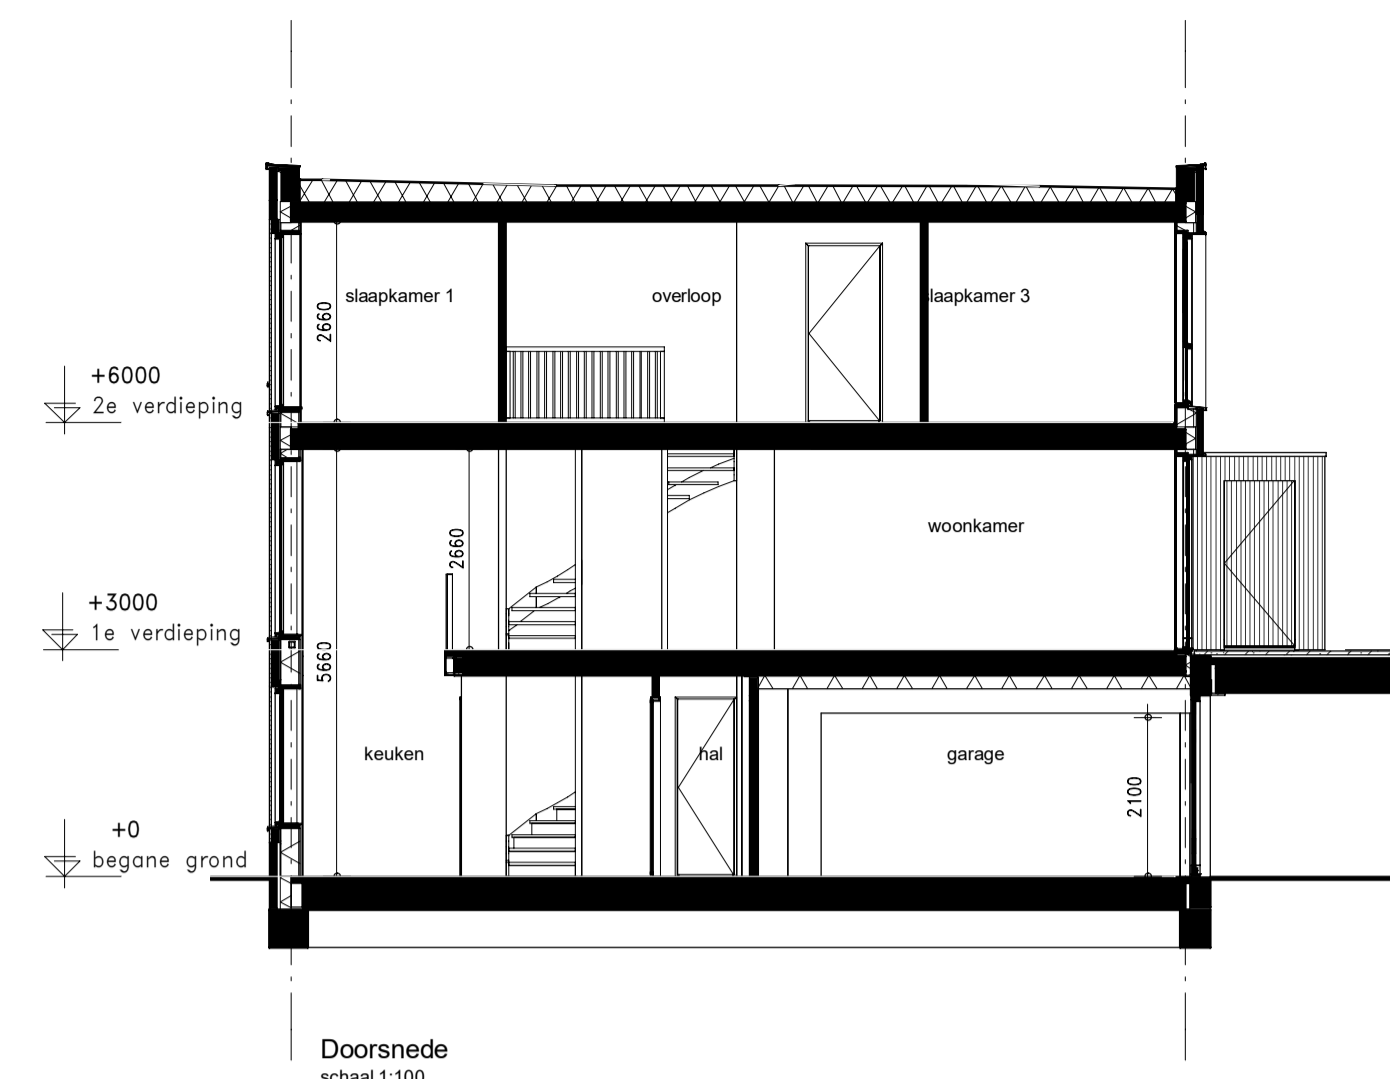 slaapkamer 1
overloop
slaapkamer 3
2660
+6000
2e verdieping
woonkamer
2660
+3000
1e verdieping
5660
keuken
hal
garage
2100
+0
begane grond
Doorsnede
schaal 1:100